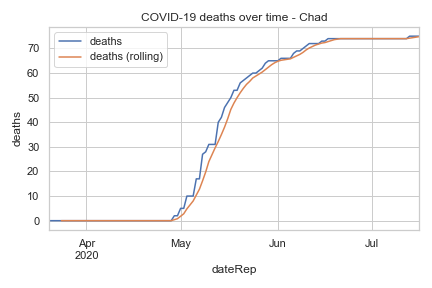 COVID-19 deaths over time - Chad
deaths
deaths (rolling)
70
60
50
40
30
20
10
0
deaths
Apr
2020
May
Jun
Jul
dateRep